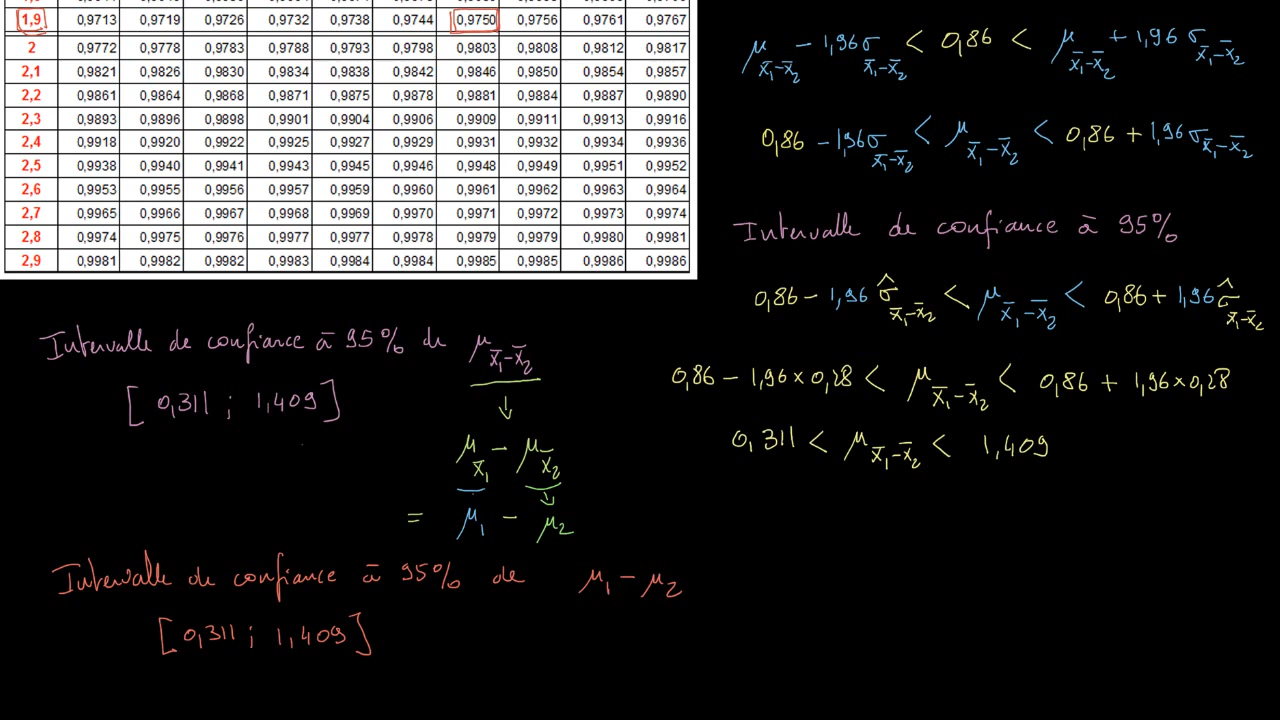 1,9 0,9713 0,9719 0,9726 0,9732 0,9738 0,9744 0,9750 0,9756 0,9761 0,9767
2 0,9772 0,9778 0,9783 0,9788 0,9793 0,9798 0,9803 0,9808 0,9812 0,9817
2,1 0,9821 0,9826 0,9830 0,9834 0,9838 0,9842 0,9846 0,9850 0,9854 0,9857
2,2 0,9861 0,9864 0,9868 0,9871 0,9875 0,9878 0,9881 0,9884 0,9887 0,9890
2,3 0,9893 0,9896 0,9898 0,9901 0,9904 0,9906 0,9909 0,9911 0,9913 0,9916
2,4 0,9918 0,9920 0,9922 0,9925 0,9927 0,9929 0,9931 0,9932 0,9934 0,9936
2,5 0,9938 0,9940 0,9941 0,9943 0,9945 0,9946 0,9948 0,9949 0,9951 0,9952
2,6 0,9953 0,9955 0,9956 0,9957 0,9959 0,9960 0,9961 0,9962 0,9963 0,9964
2,7 0,9965 0,9966 0,9967 0,9968 0,9969 0,9970 0,9971 0,9972 0,9973 0,9974
2,8 0,9974 0,9975 0,9976 0,9977 0,9977 0,9978 0,9979 0,9979 0,9980 0,9981
2,9 0,9981 0,9982 0,9982 0,9983 0,9984 0,9984 0,9985 0,9985 0,9986 0,9986
μ_{x̄₁-x̄₂} - 1,96σ_{x̄₁-x̄₂} < 0,86 < μ_{x̄₁-x̄₂} + 1,96 σ_{x̄₁-x̄₂}
0,86 - 1,96σ_{x̄₁-x̄₂} < μ_{x̄₁-x̄₂} < 0,86 + 1,96 σ_{x̄₁-x̄₂}
Intervalle de confiance à 95%
0,86 - 1,96 σ̂_{x̄₁-x̄₂} < μ_{x̄₁-x̄₂} < 0,86 + 1,96 σ̂_{x̄₁-x̄₂}
0,86 - 1,96 × 0,28 < μ_{x̄₁-x̄₂} < 0,86 + 1,96 × 0,28
0,311 < μ_{x̄₁-x̄₂} < 1,409
Intervalle de confiance à 95% de μ_{x̄₁-x̄₂}
[0,311 ; 1,409]
↓
μ_{x̄₁} - μ_{x̄₂}
↓
= μ₁ - μ₂
Intervalle de confiance à 95% de μ₁ - μ₂
[0,311 ; 1,409]